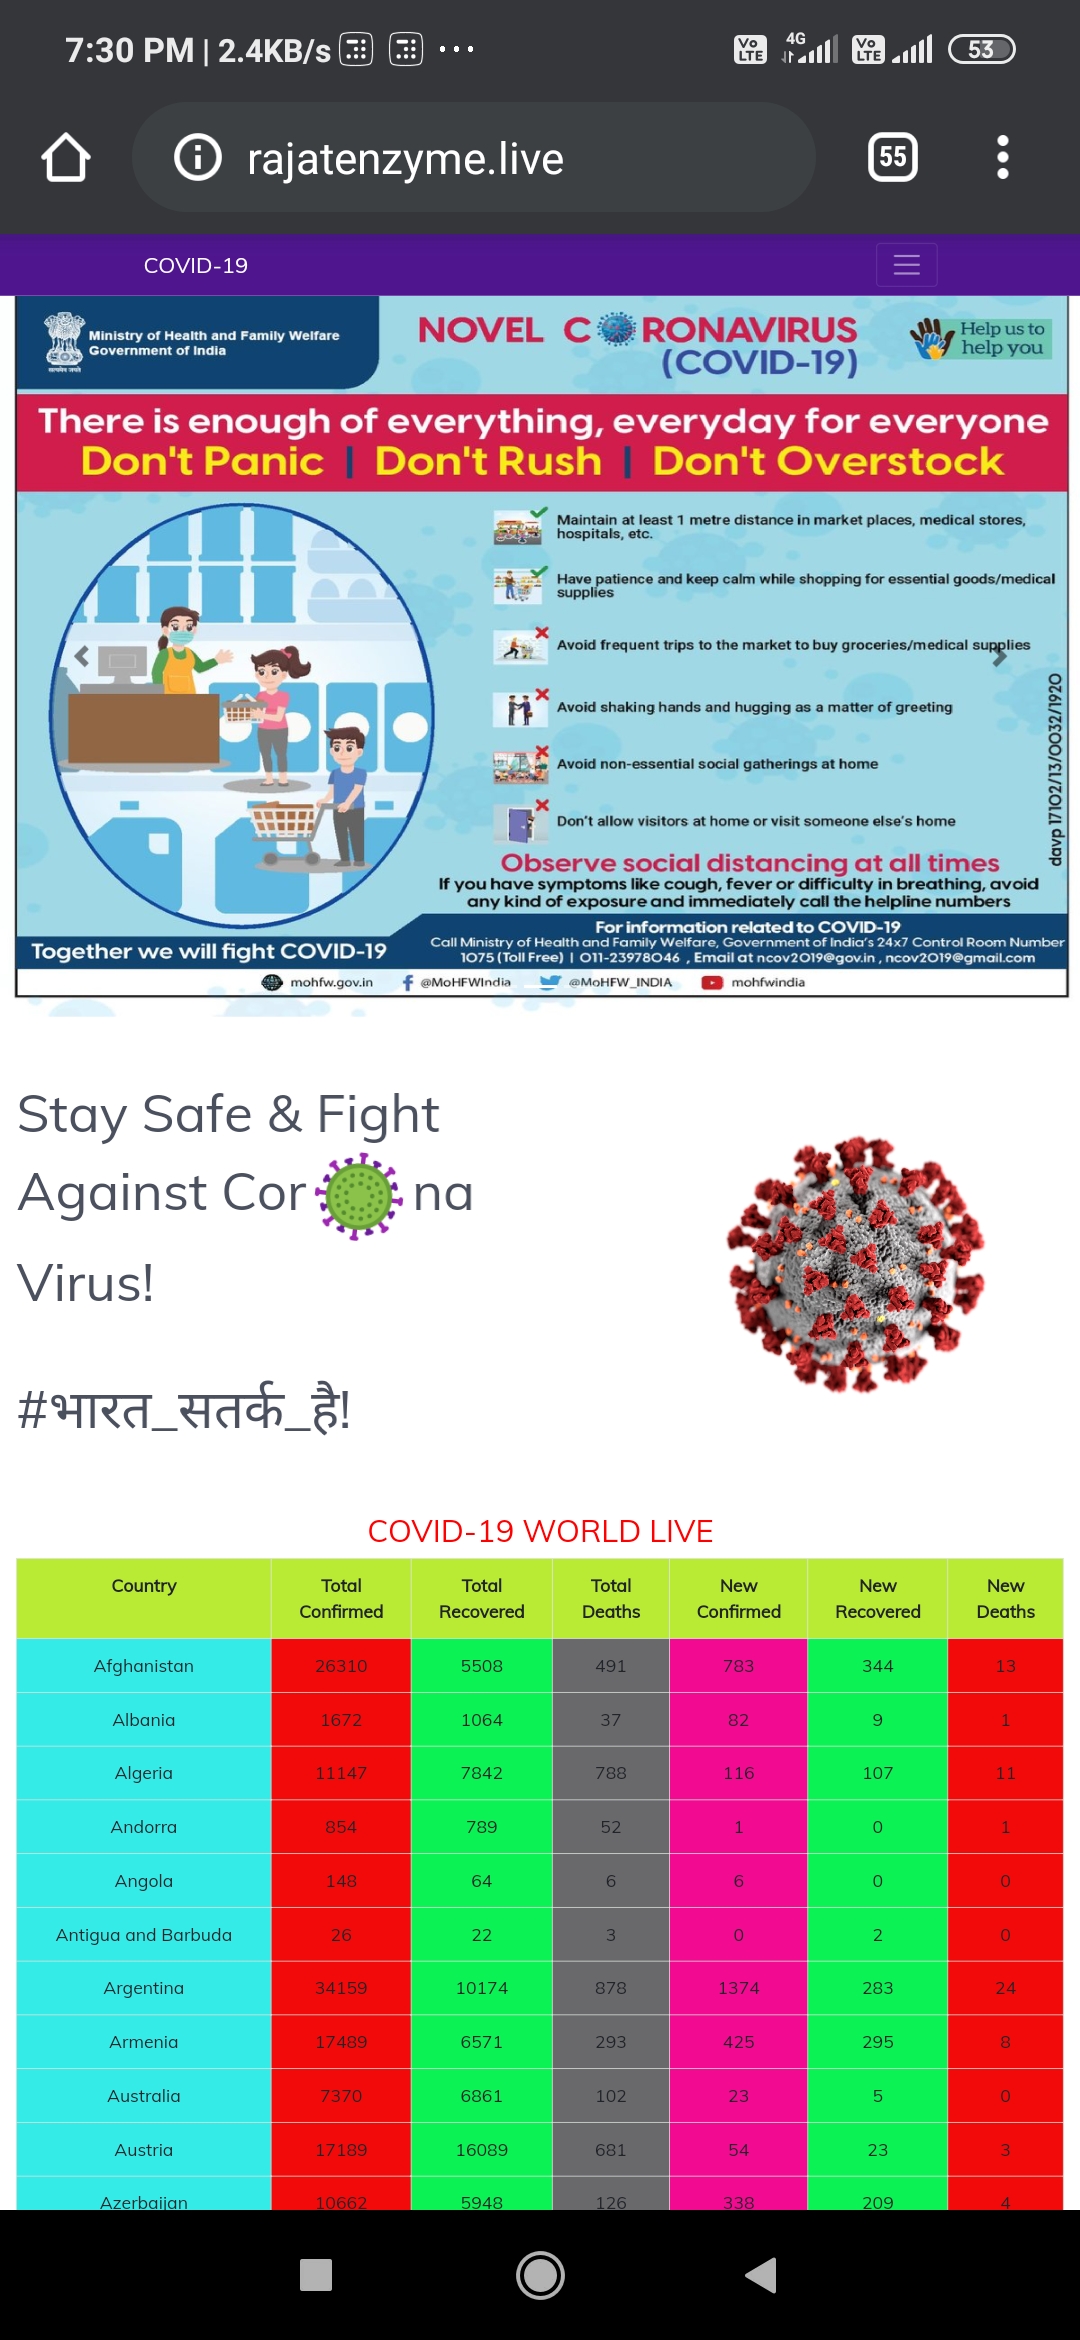 7:30 PM | 2.4KB/s ...
Vo LTE 4G Vo LTE 53
rajatenzyme.live
55
COVID-19
Ministry of Health and Family Welfare
Government of India
NOVEL C RONAVIRUS
(COVID-19)
Help us to
help you
There is enough of everything, everyday for everyone
Don't Panic | Don't Rush | Don't Overstock
Maintain at least 1 metre distance in market places, medical stores,
hospitals, etc.
Have patience and keep calm while shopping for essential goods/medical
supplies
Avoid frequent trips to the market to buy groceries/medical supplies
Avoid shaking hands and hugging as a matter of greeting
Avoid non-essential social gatherings at home
Don't allow visitors at home or visit someone else's home
davp 17102/13/0032/1920
Observe social distancing at all times
If you have symptoms like cough, fever or difficulty in breathing, avoid
any kind of exposure and immediately call the helpline numbers
Together we will fight COVID-19
For information related to COVID-19
Call Ministry of Health and Family Welfare, Government of India's 24x7 Control Room Number
1075 (Toll Free) | 011-23978046 , Email at ncov2019@gov.in , ncov2019@gmail.com
mohfw.gov.in @MoHFWIndia @MoHFW_INDIA mohfwindia
Stay Safe & Fight
Against Cor na
Virus!
#भारत_सतर्क_है!
COVID-19 WORLD LIVE
Country Total Confirmed Total Recovered Total Deaths New Confirmed New Recovered New Deaths
Afghanistan 26310 5508 491 783 344 13
Albania 1672 1064 37 82 9 1
Algeria 11147 7842 788 116 107 11
Andorra 854 789 52 1 0 1
Angola 148 64 6 6 0 0
Antigua and Barbuda 26 22 3 0 2 0
Argentina 34159 10174 878 1374 283 24
Armenia 17489 6571 293 425 295 8
Australia 7370 6861 102 23 5 0
Austria 17189 16089 681 54 23 3
Azerbaijan 10662 5948 126 338 209 4